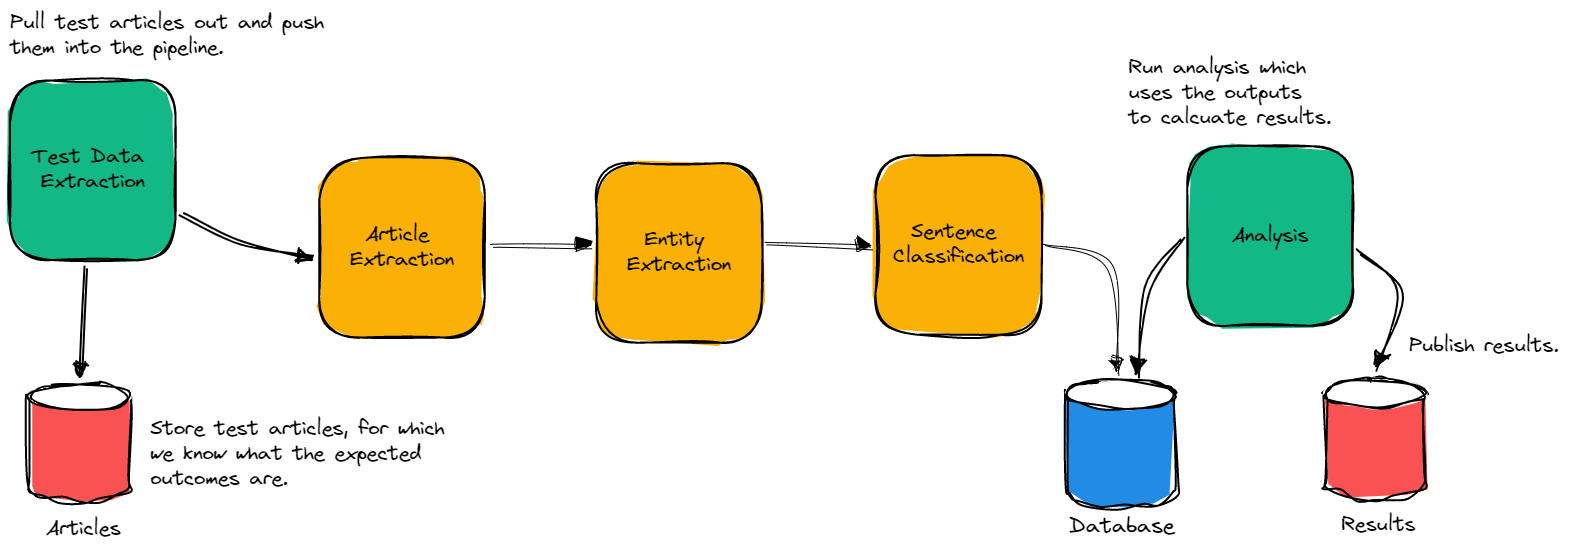 Pull test articles out and push
them into the pipeline.
Test Data
Extraction
Article
Extraction
Entity
Extraction
Sentence
Classification
Run analysis which
uses the outputs
to calcuate results.
Analysis
Publish results.
Store test articles, for which
we know what the expected
outcomes are.
Articles
Database
Results